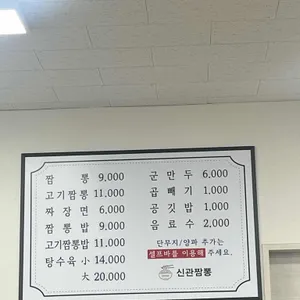 짬 뽕 9,000
고기짬뽕 11,000
짜 장 면 6,000
짬 뽕 밥 9,000
고기짬뽕밥 11,000
탕수육 小 14,000
大 20,000
군 만 두 6,000
곱 빼 기 1,000
공 깃 밥 1,000
음 료 수 2,000
단무지/양파 추가는
셀프바를 이용해 주세요.
신관짬뽕